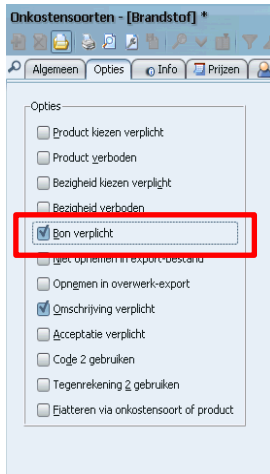 Onkostensoorten - [Brandstof] *
Algemeen Opties Info Prijzen
Opties
Product kiezen verplicht
Product verboden
Bezigheid kiezen verplicht
Bezigheid verboden
Bon verplicht
Niet opnemen in export-bestand
Opnemen in overwerk-export
Omschrijving verplicht
Acceptatie verplicht
Code 2 gebruiken
Tegenrekening 2 gebruiken
Fiatteren via onkostensoort of product